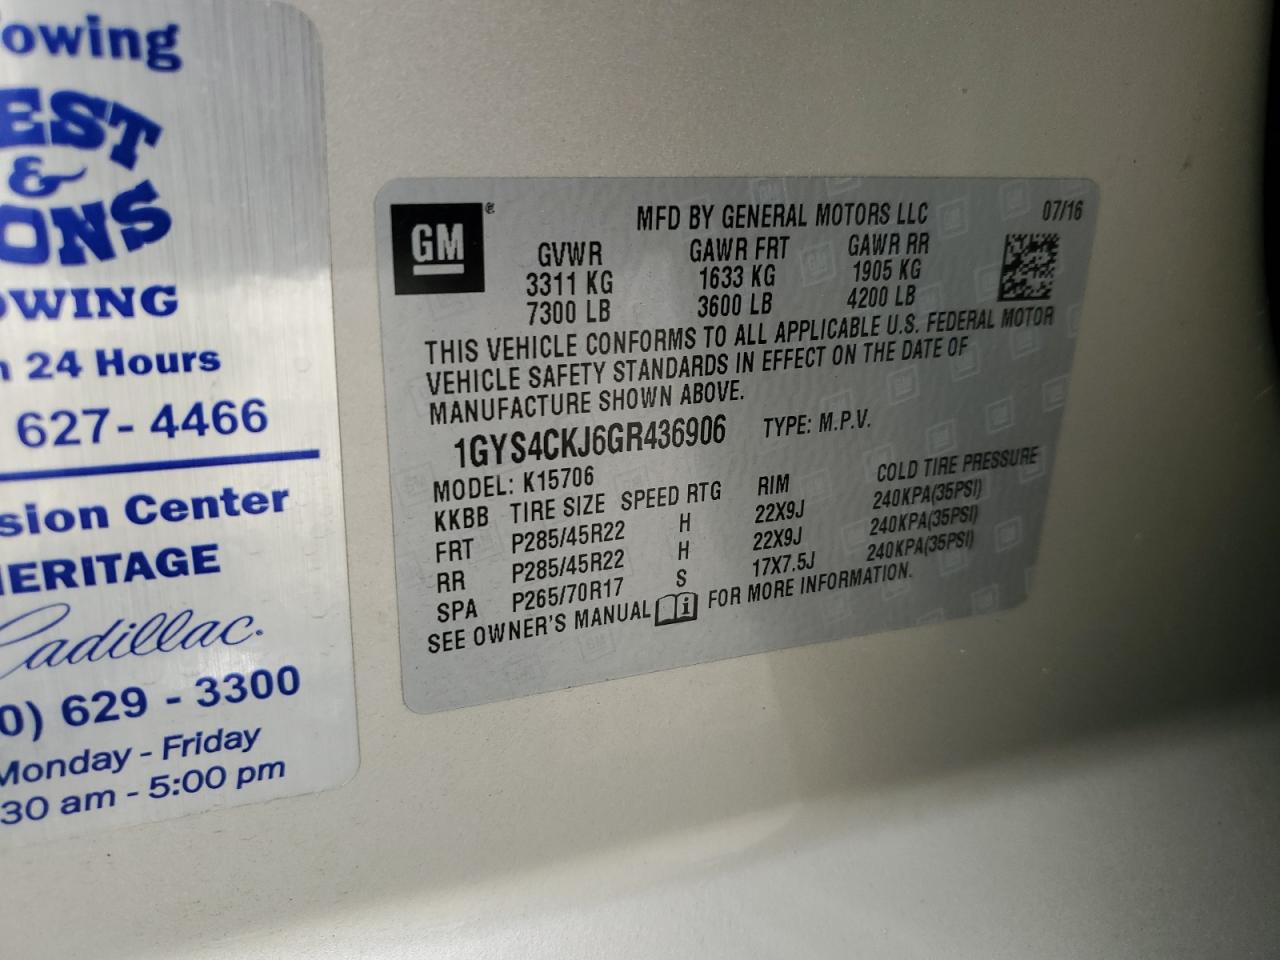 owing
EST
&
ONS
OWING
24 Hours
627- 4466
sion Center
HERITAGE
Cadillac.
0) 629 - 3300
Monday - Friday
30 am - 5:00 pm
GM®
MFD BY GENERAL MOTORS LLC 07/16
GVWR GAWR FRT GAWR RR
3311 KG 1633 KG 1905 KG
7300 LB 3600 LB 4200 LB
THIS VEHICLE CONFORMS TO ALL APPLICABLE U.S. FEDERAL MOTOR
VEHICLE SAFETY STANDARDS IN EFFECT ON THE DATE OF
MANUFACTURE SHOWN ABOVE.
1GYS4CKJ6GR436906 TYPE: M.P.V.
MODEL: K15706
KKBB TIRE SIZE SPEED RTG RIM COLD TIRE PRESSURE
FRT P285/45R22 H 22X9J 240KPA(35PSI)
RR P285/45R22 H 22X9J 240KPA(35PSI)
SPA P265/70R17 S 17X7.5J 240KPA(35PSI)
SEE OWNER'S MANUAL i FOR MORE INFORMATION.